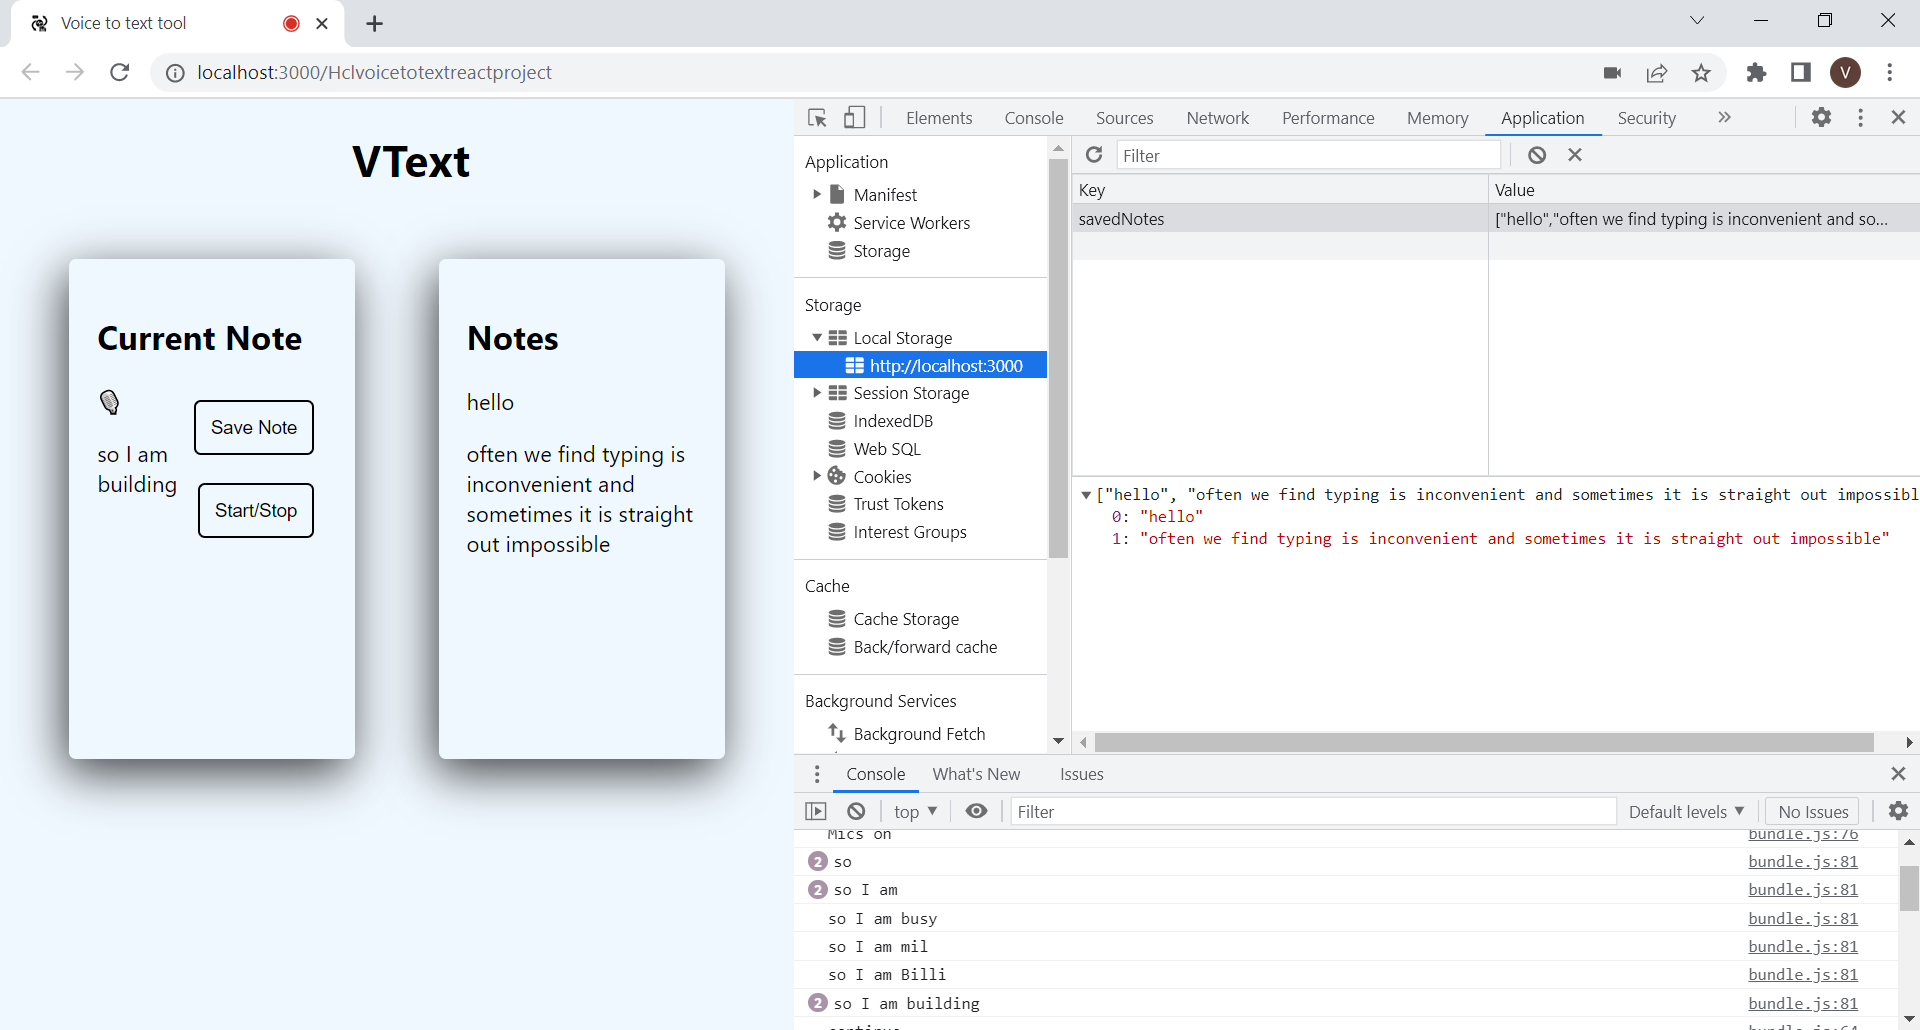 Voice to text tool
localhost:3000/Hclvoicetotextreactproject
V
VText
Current Note
Save Note
so I am
building
Start/Stop
Notes
hello
often we find typing is
inconvenient and
sometimes it is straight
out impossible
Elements Console Sources Network Performance Memory Application Security
Application
Manifest
Service Workers
Storage
Storage
Local Storage
http://localhost:3000
Session Storage
IndexedDB
Web SQL
Cookies
Trust Tokens
Interest Groups
Cache
Cache Storage
Back/forward cache
Background Services
Background Fetch
Filter
Key Value
savedNotes ["hello","often we find typing is inconvenient and so...
["hello", "often we find typing is inconvenient and sometimes it is straight out impossibl
0: "hello"
1: "often we find typing is inconvenient and sometimes it is straight out impossible"
Console What's New Issues
top Filter Default levels No Issues
Mics on bundle.js:76
2 so bundle.js:81
2 so I am bundle.js:81
so I am busy bundle.js:81
so I am mil bundle.js:81
so I am Billi bundle.js:81
2 so I am building bundle.js:81
continue bundle.js:64